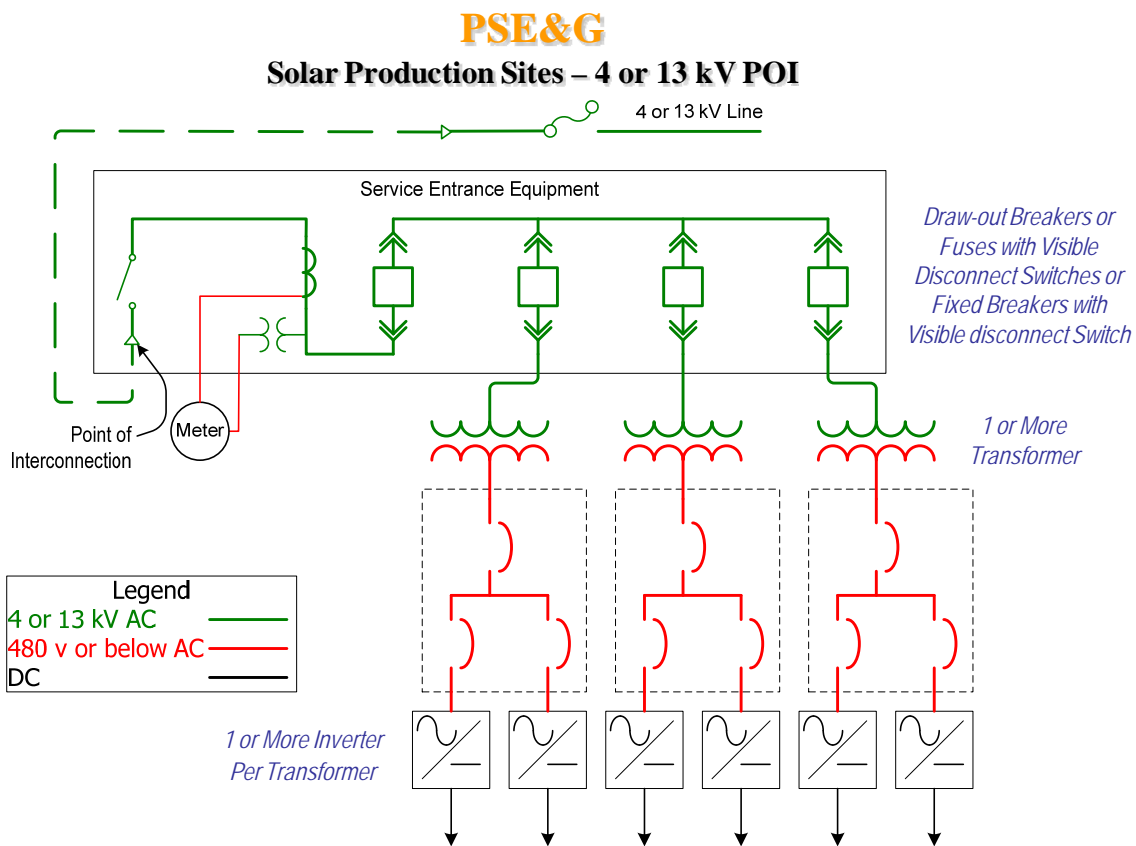 PSE&G
Solar Production Sites – 4 or 13 kV POI
4 or 13 kV Line
Service Entrance Equipment
Draw-out Breakers or
Fuses with Visible
Disconnect Switches or
Fixed Breakers with
Visible disconnect Switch
Point of
Interconnection
Meter
1 or More
Transformer
Legend
4 or 13 kV AC
480 v or below AC
DC
1 or More Inverter
Per Transformer